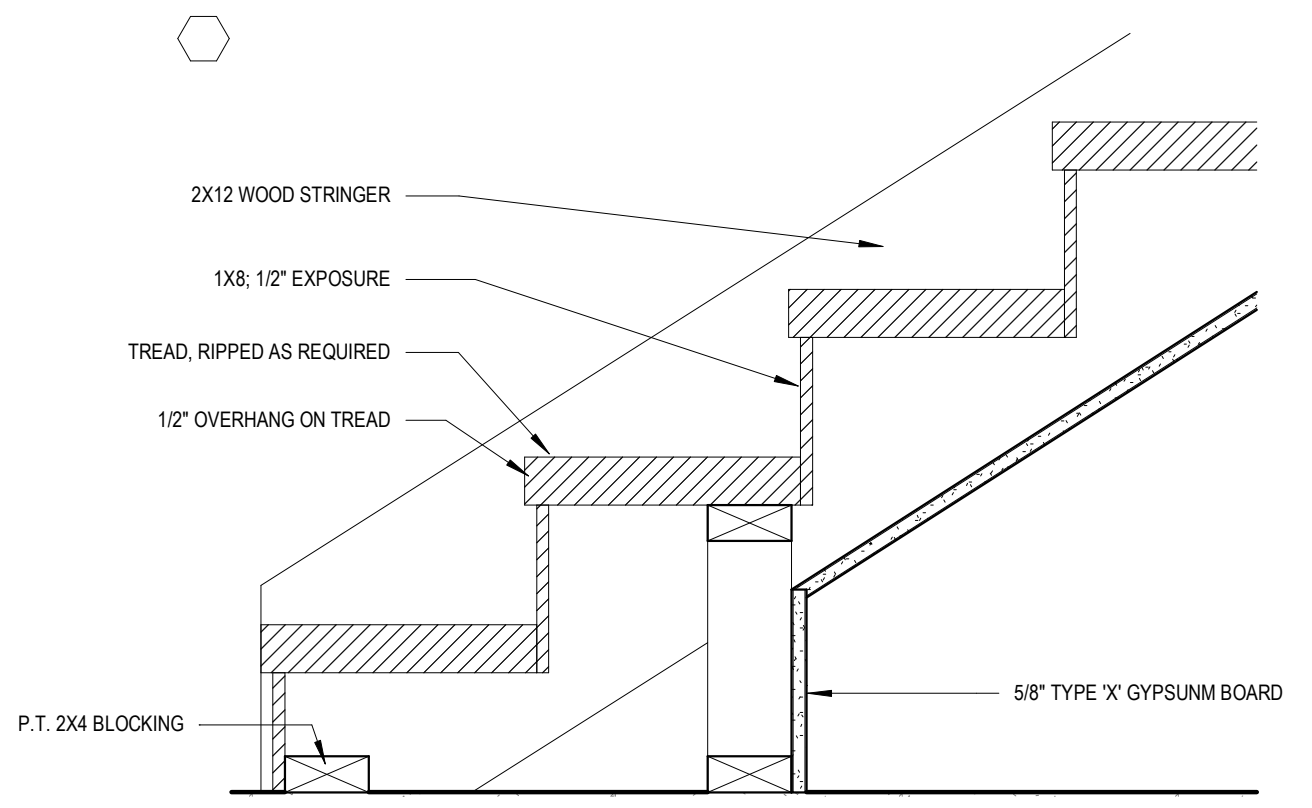 2X12 WOOD STRINGER
1X8; 1/2" EXPOSURE
TREAD, RIPPED AS REQUIRED
1/2" OVERHANG ON TREAD
P.T. 2X4 BLOCKING
5/8" TYPE 'X' GYPSUNM BOARD